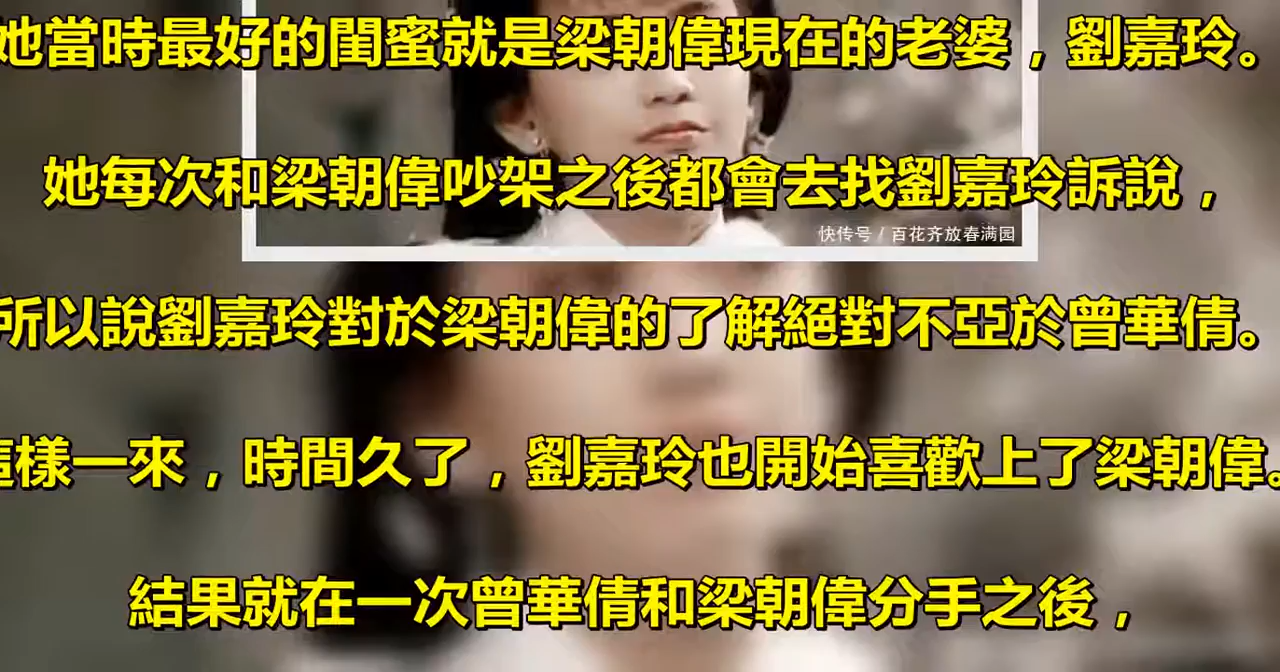 她當時最好的閨蜜就是梁朝偉現在的老婆，劉嘉玲。
她每次和梁朝偉吵架之後都會去找劉嘉玲訴說，
快传号 / 百花齐放春满园
所以說劉嘉玲對於梁朝偉的了解絕對不亞於曾華倩。
這樣一來，時間久了，劉嘉玲也開始喜歡上了梁朝偉。
結果就在一次曾華倩和梁朝偉分手之後，